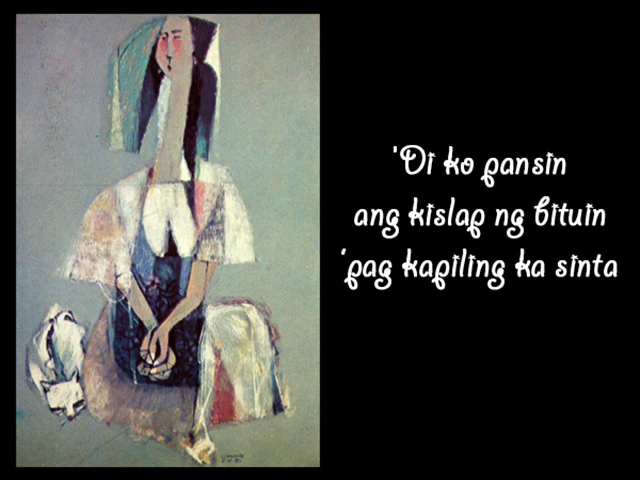 'Di ko pansin
ang kislap ng bituin
'pag kapiling ka sinta